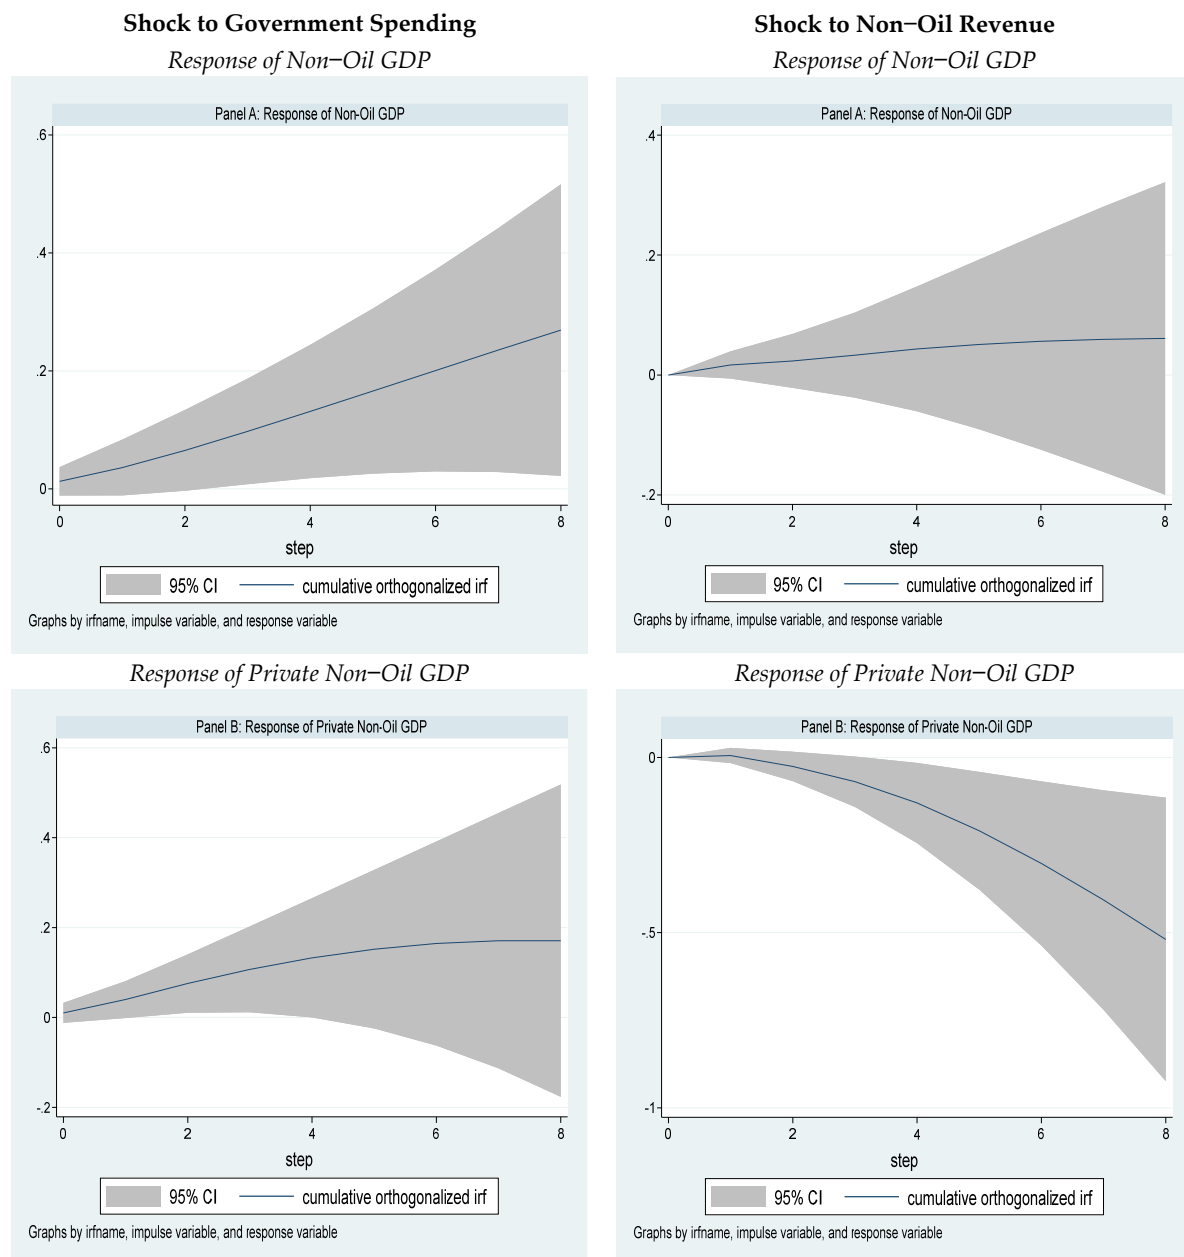 Shock to Government Spending
Response of Non−Oil GDP
Panel A: Response of Non-Oil GDP
.6
.4
.2
0
0 2 4 6 8
step
95% CI cumulative orthogonalized irf
Graphs by irfname, impulse variable, and response variable
Shock to Non−Oil Revenue
Response of Non−Oil GDP
Panel A: Response of Non-Oil GDP
.4
.2
0
-.2
0 2 4 6 8
step
95% CI cumulative orthogonalized irf
Graphs by irfname, impulse variable, and response variable
Response of Private Non−Oil GDP
Panel B: Response of Private Non-Oil GDP
.6
.4
.2
0
-.2
0 2 4 6 8
step
95% CI cumulative orthogonalized irf
Graphs by irfname, impulse variable, and response variable
Response of Private Non−Oil GDP
Panel B: Response of Private Non-Oil GDP
0
-.5
-1
0 2 4 6 8
step
95% CI cumulative orthogonalized irf
Graphs by irfname, impulse variable, and response variable